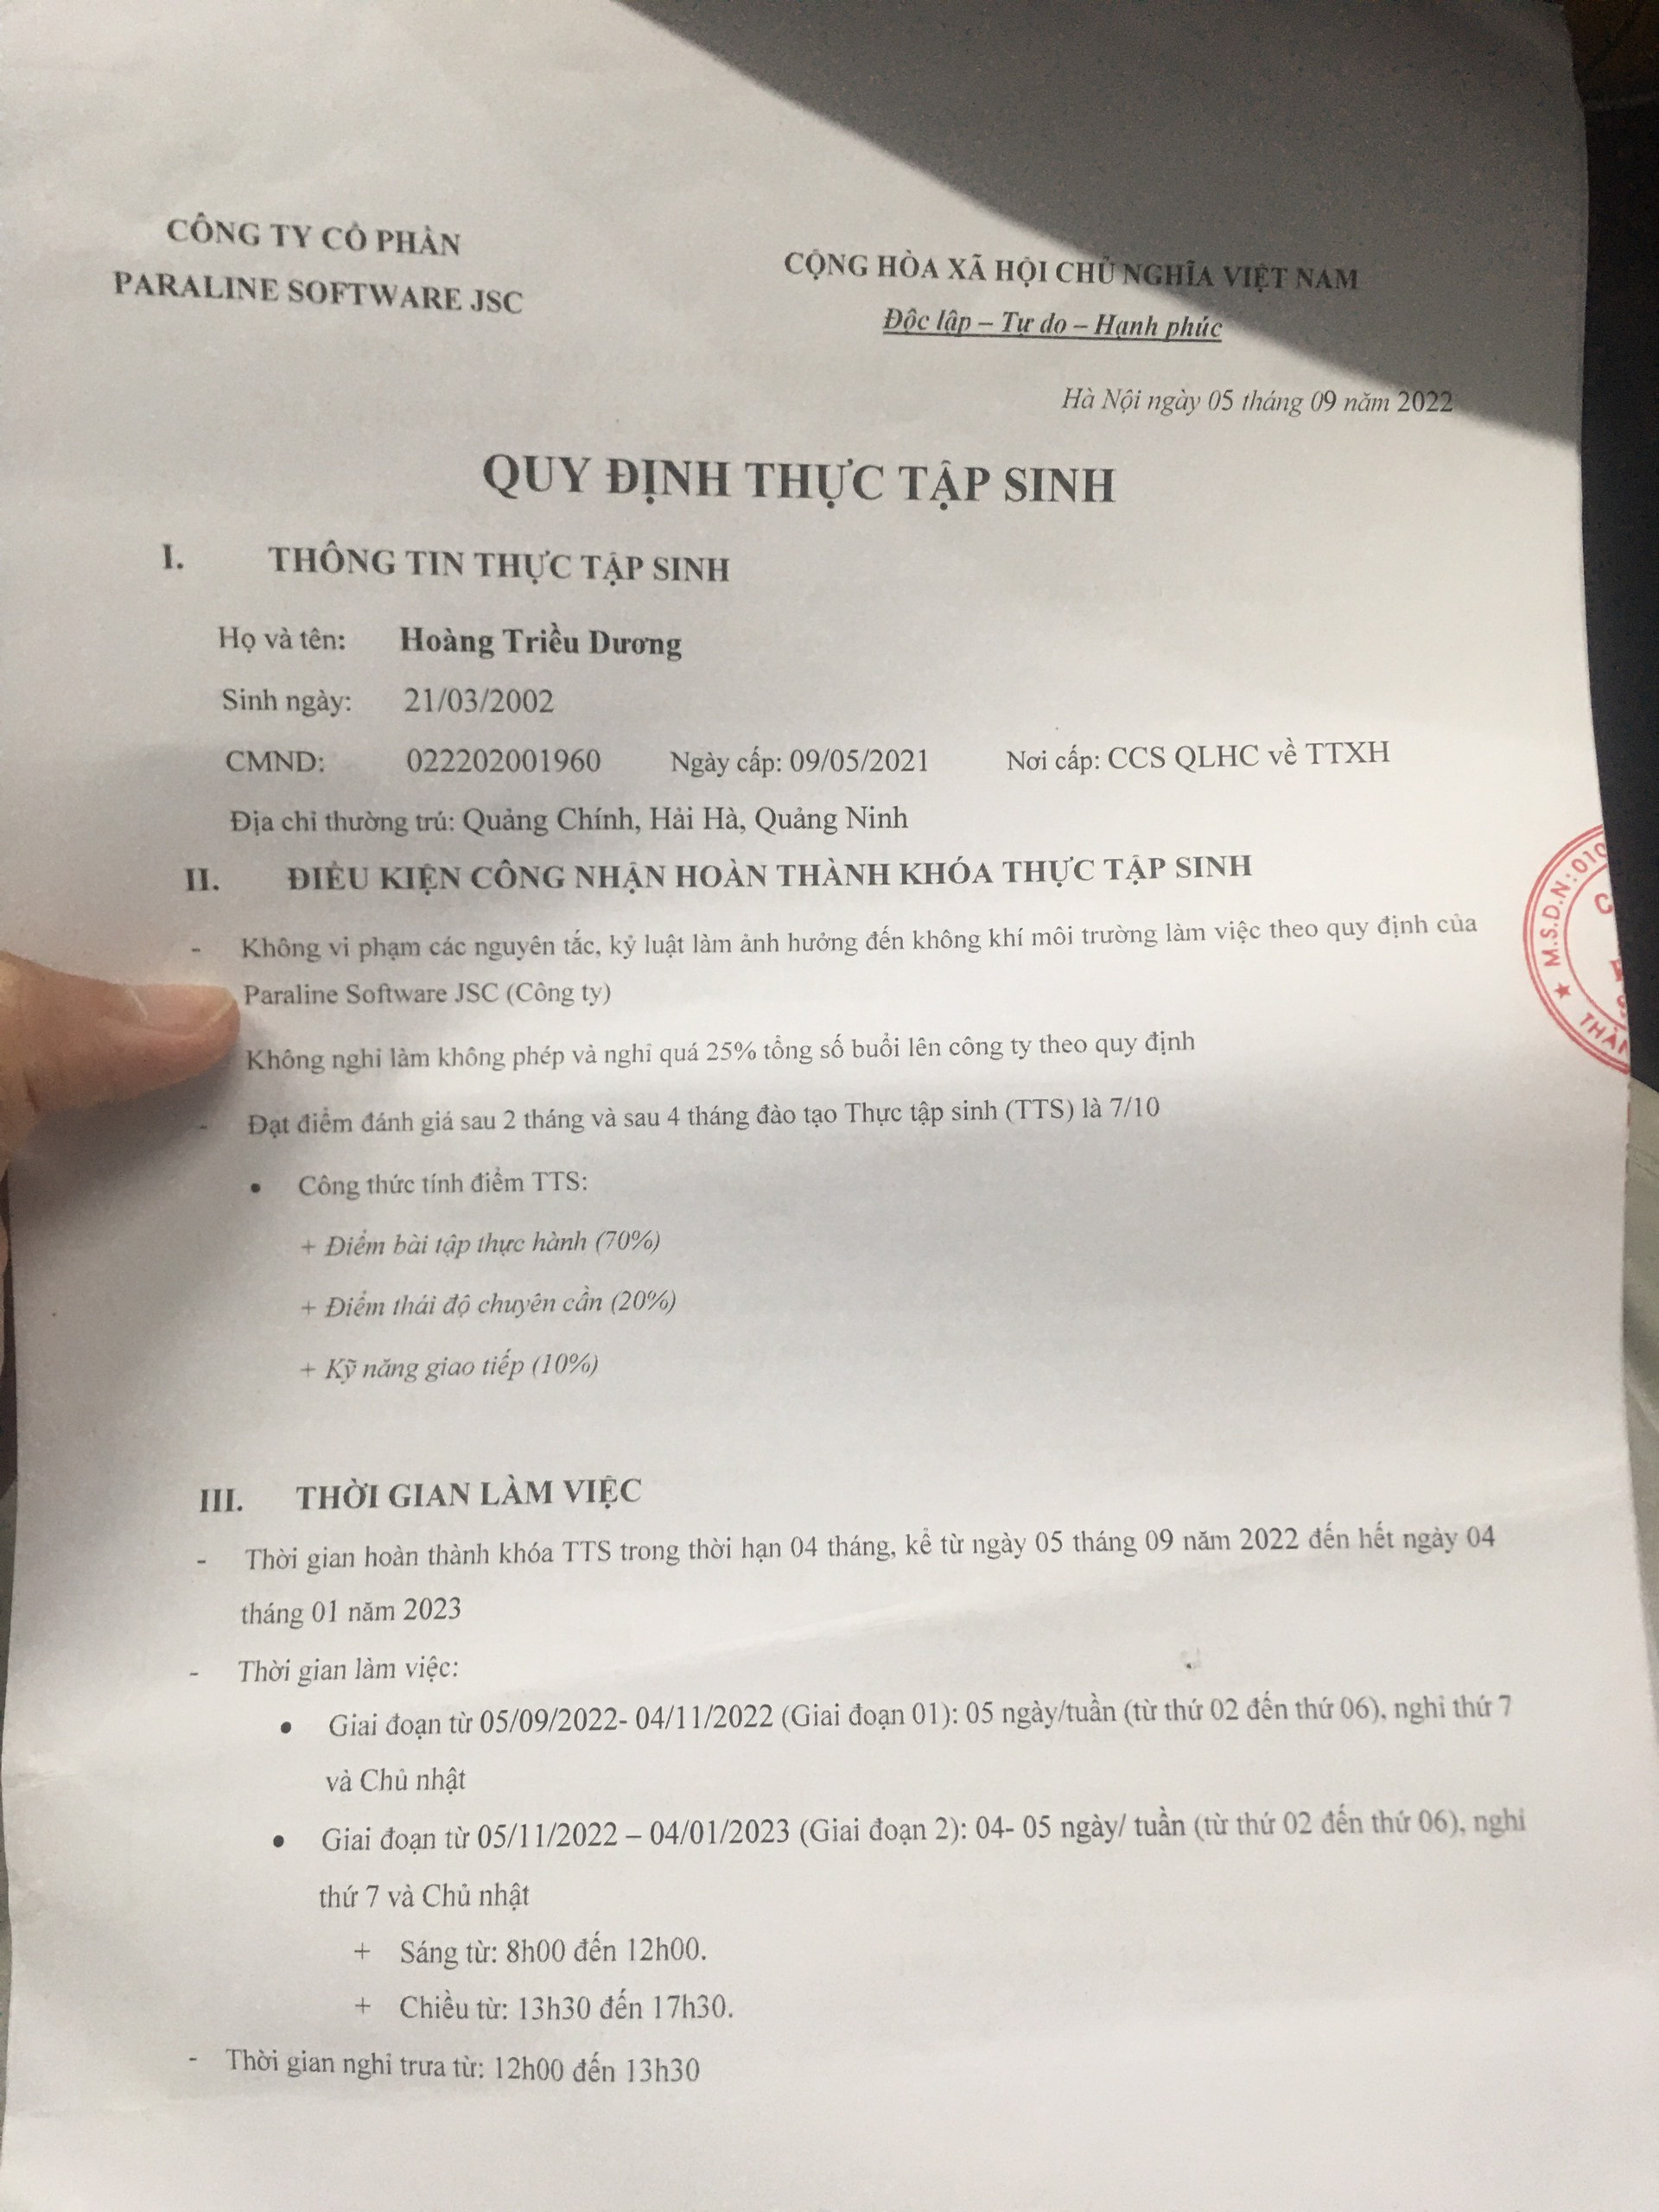 CÔNG TY CỔ PHẦN
PARALINE SOFTWARE JSC
CỘNG HÒA XÃ HỘI CHỦ NGHĨA VIỆT NAM
Độc lập – Tự do – Hạnh phúc
Hà Nội ngày 05 tháng 09 năm 2022
QUY ĐỊNH THỰC TẬP SINH
I. THÔNG TIN THỰC TẬP SINH
Họ và tên: Hoàng Triều Dương
Sinh ngày: 21/03/2002
CMND: 022202001960 Ngày cấp: 09/05/2021 Nơi cấp: CCS QLHC về TTXH
Địa chỉ thường trú: Quảng Chính, Hải Hà, Quảng Ninh
II. ĐIỀU KIỆN CÔNG NHẬN HOÀN THÀNH KHÓA THỰC TẬP SINH
- Không vi phạm các nguyên tắc, kỷ luật làm ảnh hưởng đến không khí môi trường làm việc theo quy định của
Paraline Software JSC (Công ty)
Không nghỉ làm không phép và nghỉ quá 25% tổng số buổi lên công ty theo quy định
- Đạt điểm đánh giá sau 2 tháng và sau 4 tháng đào tạo Thực tập sinh (TTS) là 7/10
• Công thức tính điểm TTS:
+ Điểm bài tập thực hành (70%)
+ Điểm thái độ chuyên cần (20%)
+ Kỹ năng giao tiếp (10%)
III. THỜI GIAN LÀM VIỆC
- Thời gian hoàn thành khóa TTS trong thời hạn 04 tháng, kể từ ngày 05 tháng 09 năm 2022 đến hết ngày 04
tháng 01 năm 2023
- Thời gian làm việc:
• Giai đoạn từ 05/09/2022- 04/11/2022 (Giai đoạn 01): 05 ngày/tuần (từ thứ 02 đến thứ 06), nghỉ thứ 7
và Chủ nhật
• Giai đoạn từ 05/11/2022 – 04/01/2023 (Giai đoạn 2): 04- 05 ngày/ tuần (từ thứ 02 đến thứ 06), nghỉ
thứ 7 và Chủ nhật
+ Sáng từ: 8h00 đến 12h00.
+ Chiều từ: 13h30 đến 17h30.
- Thời gian nghỉ trưa từ: 12h00 đến 13h30
★ M.S.D.N:010